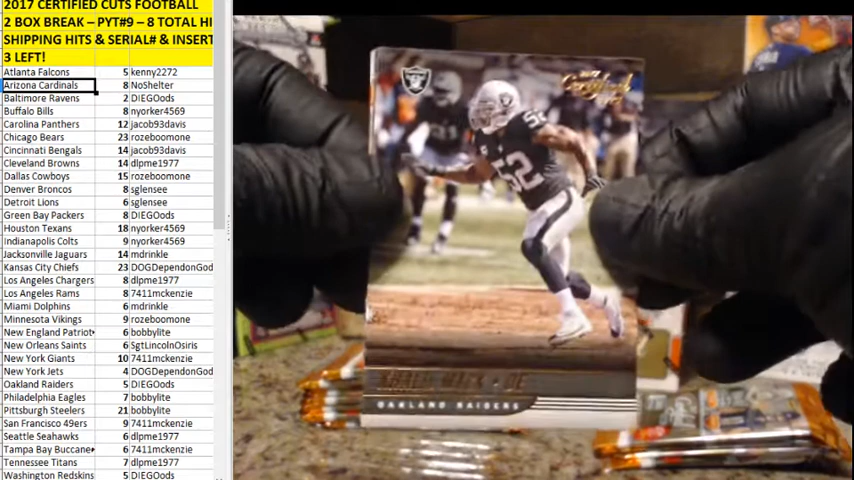 2017 CERTIFIED CUTS FOOTBALL
2 BOX BREAK – PYT#9 – 8 TOTAL HI
SHIPPING HITS & SERIAL# & INSERT
3 LEFT!
Atlanta Falcons 5 kenny2272
Arizona Cardinals 8 NoShelter
Baltimore Ravens 2 DIEGOods
Buffalo Bills 8 nyorker4569
Carolina Panthers 12 jacob93davis
Chicago Bears 23 rozeboomone
Cincinnati Bengals 14 jacob93davis
Cleveland Browns 14 dlpme1977
Dallas Cowboys 15 rozeboomone
Denver Broncos 8 sglensee
Detroit Lions 6 sglensee
Green Bay Packers 8 DIEGOods
Houston Texans 18 nyorker4569
Indianapolis Colts 9 nyorker4569
Jacksonville Jaguars 14 mdrinkle
Kansas City Chiefs 23 DOGDependonGod
Los Angeles Chargers 8 dlpme1977
Los Angeles Rams 8 7411mckenzie
Miami Dolphins 6 mdrinkle
Minnesota Vikings 9 rozeboomone
New England Patriot 6 bobbylite
New Orleans Saints 6 SgtLincolnOsiris
New York Giants 10 7411mckenzie
New York Jets 4 DOGDependonGod
Oakland Raiders 5 DIEGOods
Philadelphia Eagles 7 bobbylite
Pittsburgh Steelers 21 bobbylite
San Francisco 49ers 9 7411mckenzie
Seattle Seahawks 6 dlpme1977
Tampa Bay Buccane 6 7411mckenzie
Tennessee Titans 7 dlpme1977
Washington Redskins 5 DIEGOods
52
KHALIL MACK • DE
OAKLAND RAIDERS